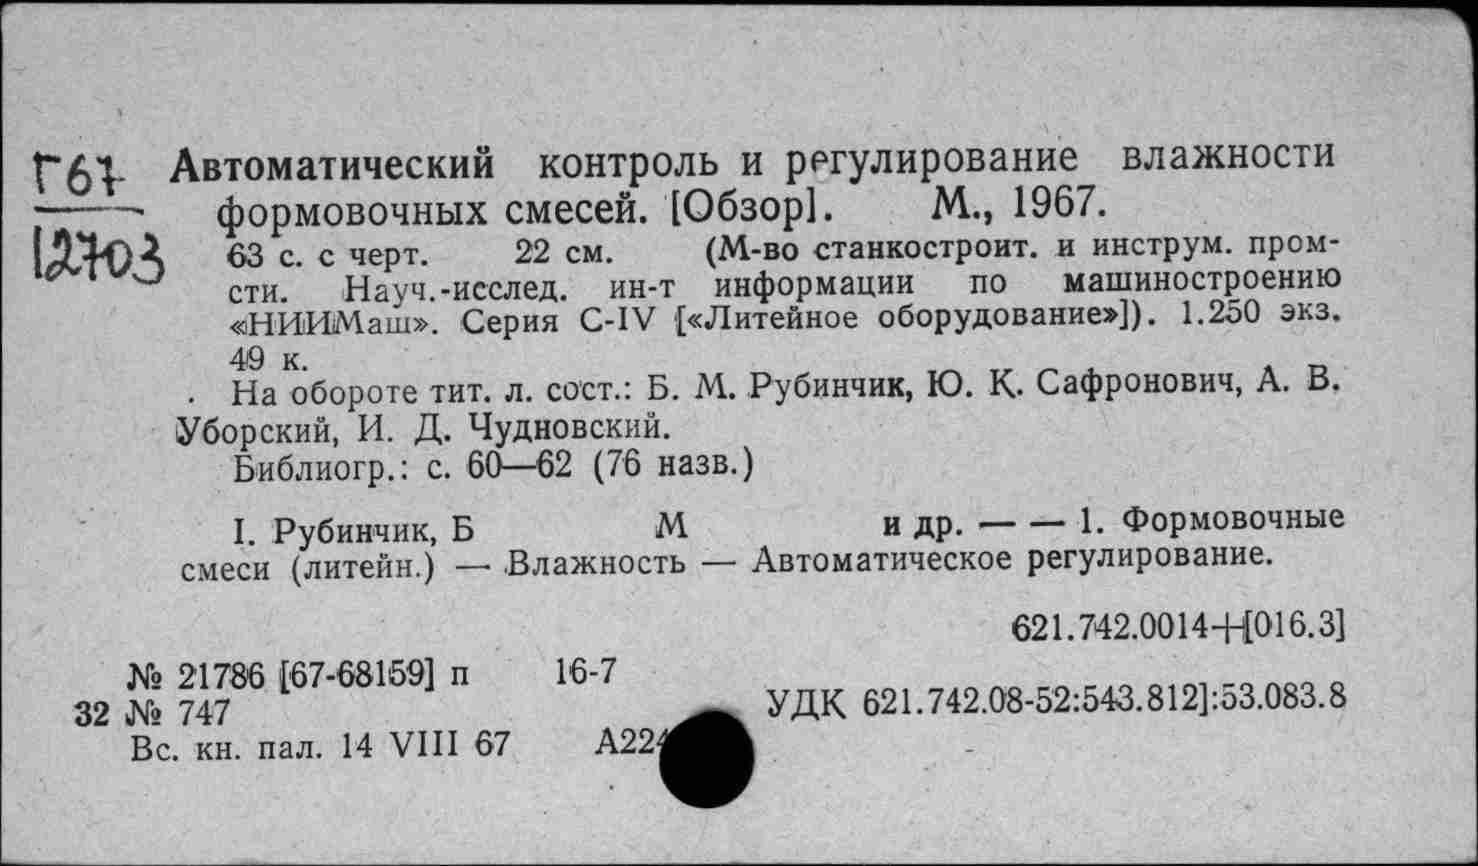 Г67
12703
Автоматический контроль и регулирование влажности
формовочных смесей. [Обзор]. М., 1967.
63 с. с черт. 22 см. (М-во станкостроит. и инструм. пром-
сти. Науч.-исслед. ин-т информации по машиностроению
«НИИМаш». Серия С-IV [«Литейное оборудование»]). 1.250 экз.
49 к.
На обороте тит. л. сост.: Б. М. Рубинчик, Ю. К. Сафронович, А. В.
Уборский, И. Д. Чудновский.
Библиогр.: с. 60—62 (76 назв.)
I. Рубинчик, Б М и др. — — 1. Формовочные
смеси (литейн.) — Влажность — Автоматическое регулирование.
621.742.0014+[016.3]
№ 21786 [67-68159] п 16-7
32 № 747
УДК 621.742.08-52:543.812]:53.083.8
Вс. кн. пал. 14 VIII 67 А224